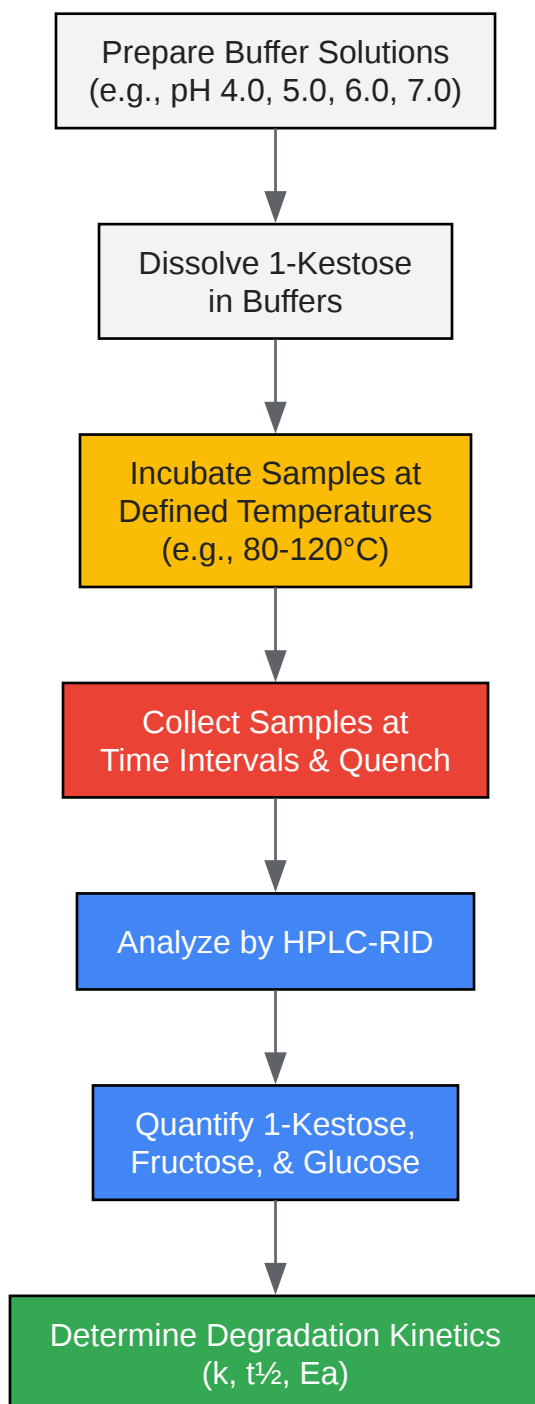 Prepare Buffer Solutions
(e.g., pH 4.0, 5.0, 6.0, 7.0)
Dissolve 1-Kestose
in Buffers
Incubate Samples at
Defined Temperatures
(e.g., 80-120°C)
Collect Samples at
Time Intervals & Quench
Analyze by HPLC-RID
Quantify 1-Kestose,
Fructose, & Glucose
Determine Degradation Kinetics
(k, t½, Ea)